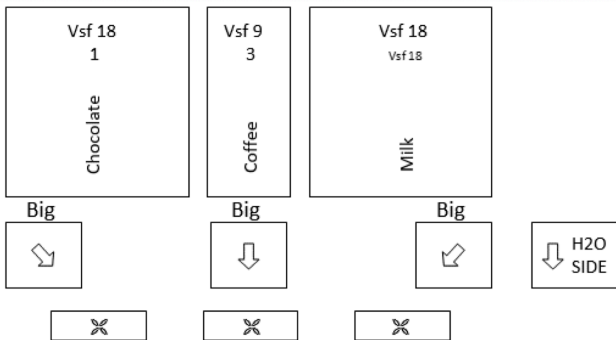 Vsf 18
1
Chocolate
Vsf 9
3
Coffee
Vsf 18
Vsf 18
Milk
Big
Big
Big
H2O
SIDE